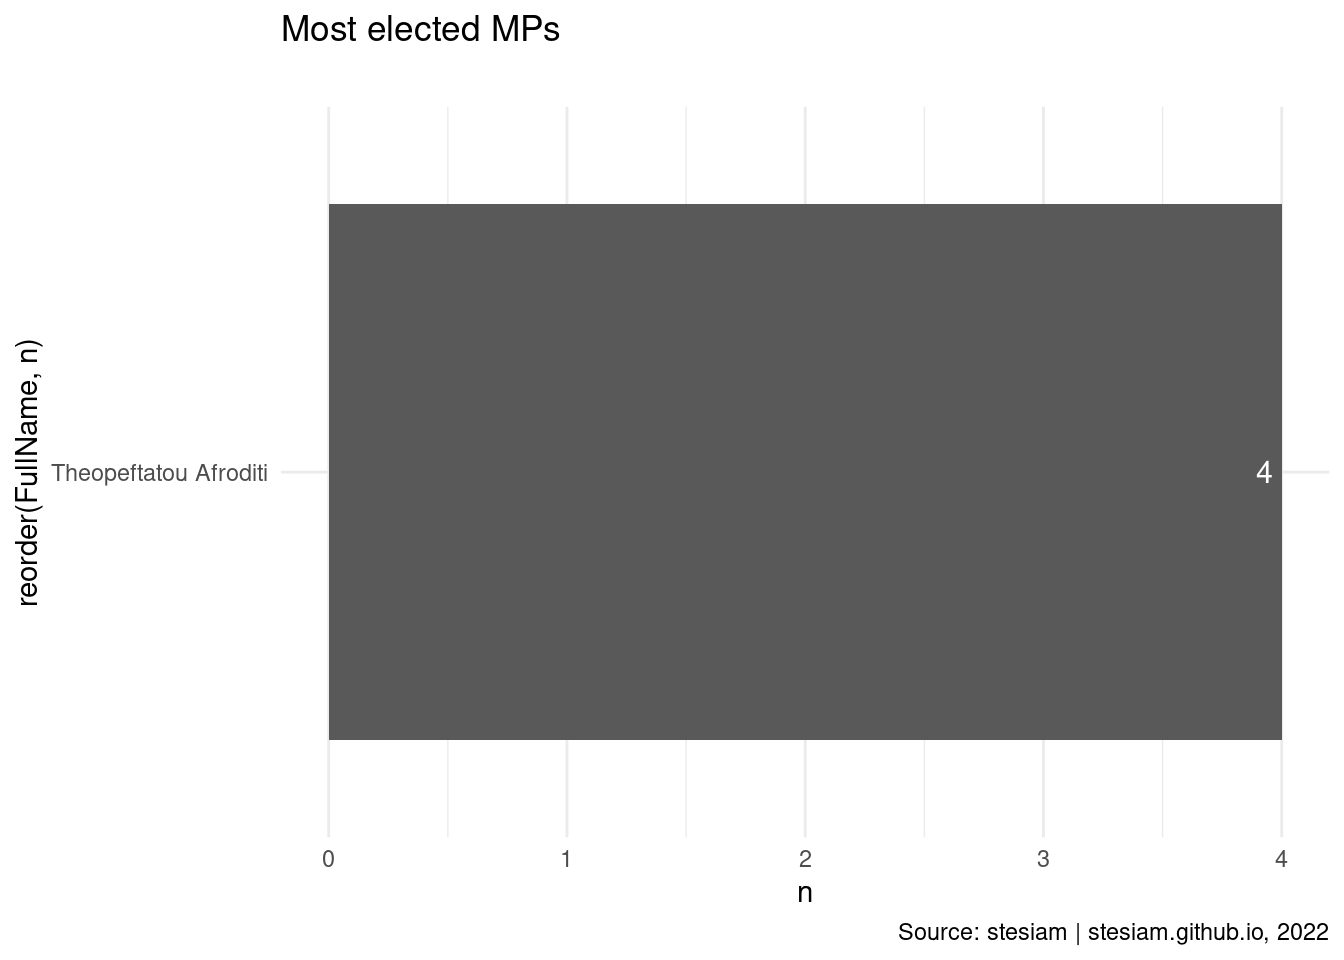 Most elected MPs
reorder(FullName, n)
Theopeftatou Afroditi
4
0 1 2 3 4
n
Source: stesiam | stesiam.github.io, 2022